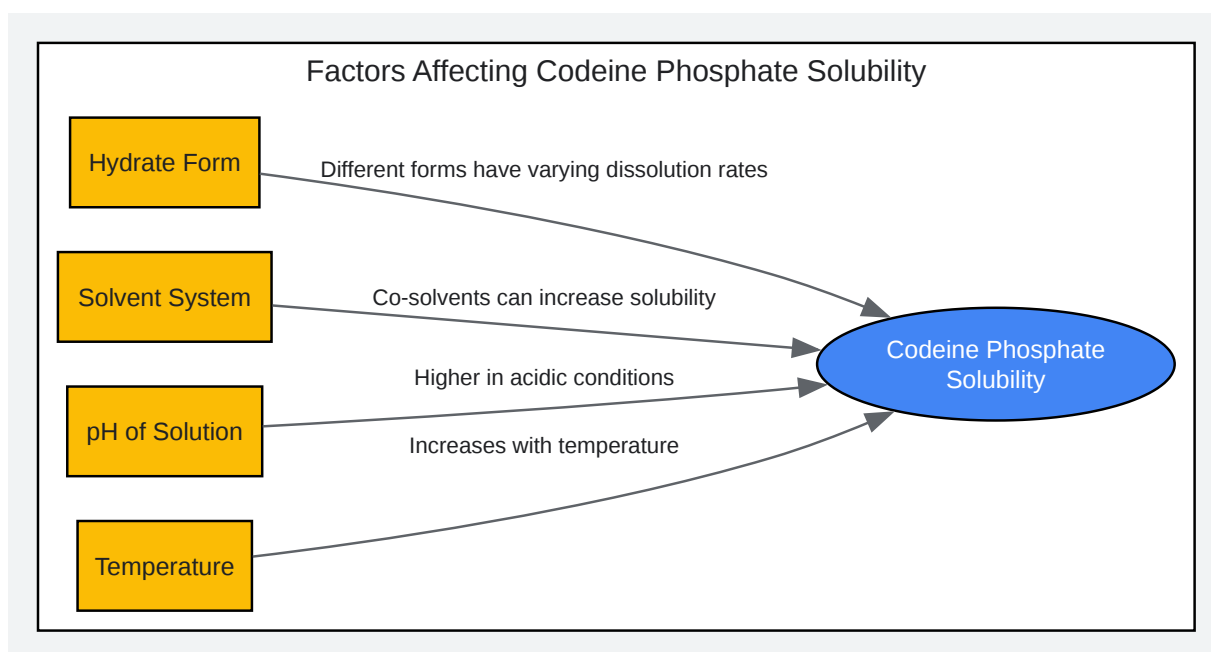 Factors Affecting Codeine Phosphate Solubility
Hydrate Form
Different forms have varying dissolution rates
Solvent System
Co-solvents can increase solubility
pH of Solution
Higher in acidic conditions
Temperature
Increases with temperature
Codeine Phosphate
Solubility